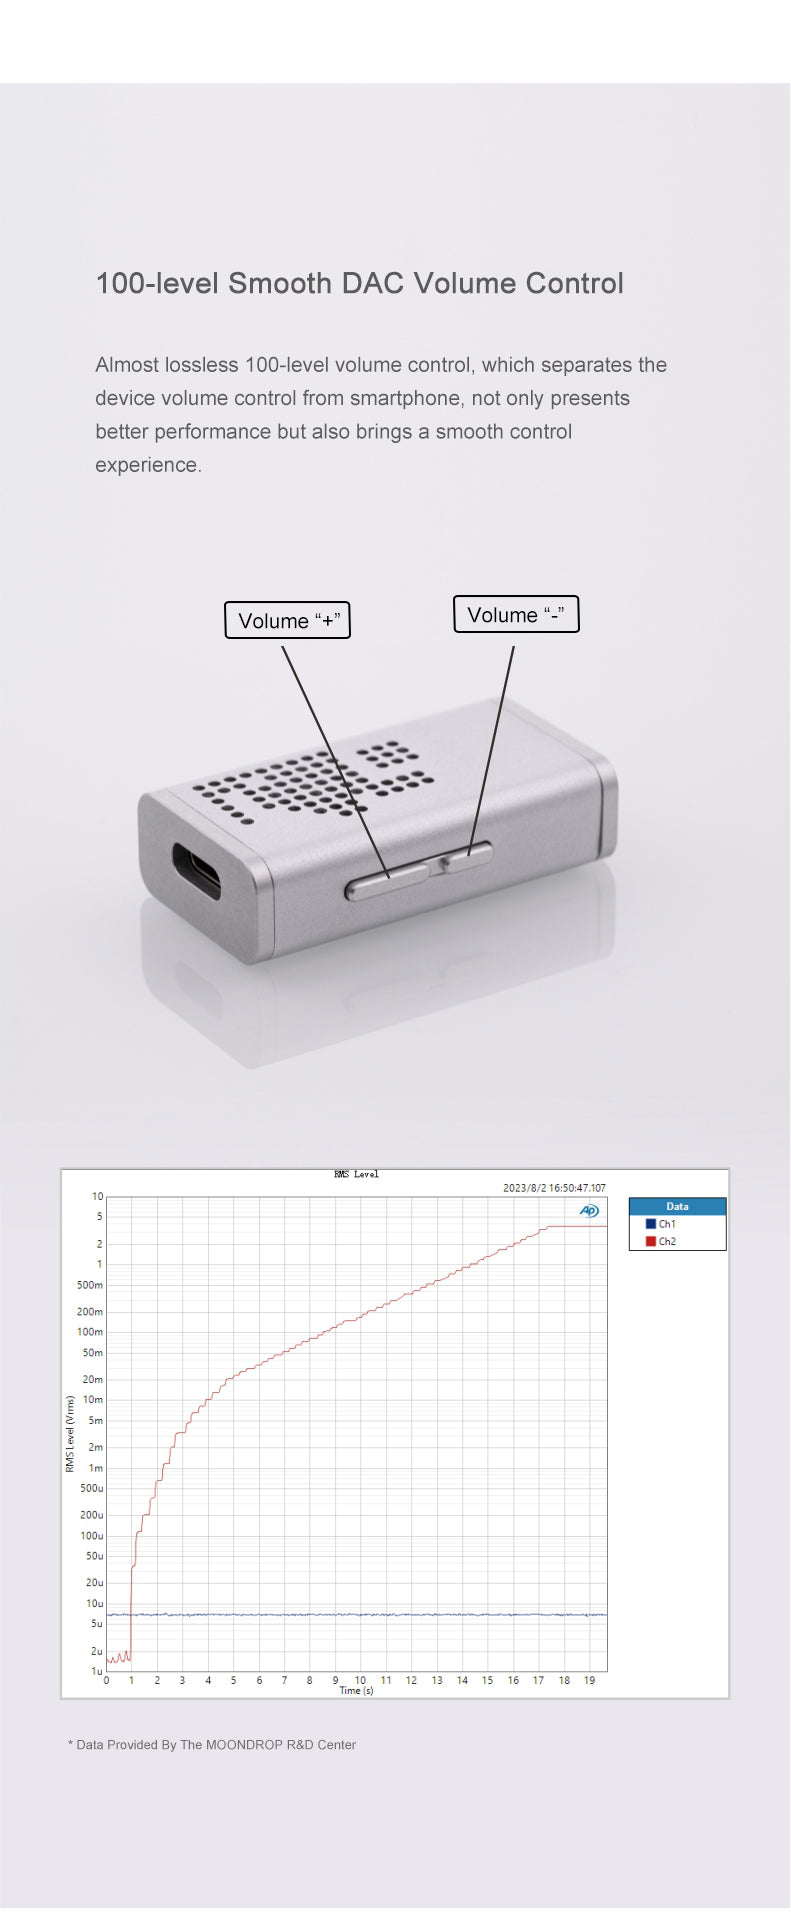 100-level Smooth DAC Volume Control
Almost lossless 100-level volume control, which separates the
device volume control from smartphone, not only presents
better performance but also brings a smooth control
experience.
Volume “+”
Volume “-”
RMS Level
2023/8/2 16:50:47.107
AP
Data
Ch1
Ch2
RMS Level (Vrms)
10
5
2
1
500m
200m
100m
50m
20m
10m
5m
2m
1m
500u
200u
100u
50u
20u
10u
5u
2u
1u
0 1 2 3 4 5 6 7 8 9 10 11 12 13 14 15 16 17 18 19
Time (s)
* Data Provided By The MOONDROP R&D Center